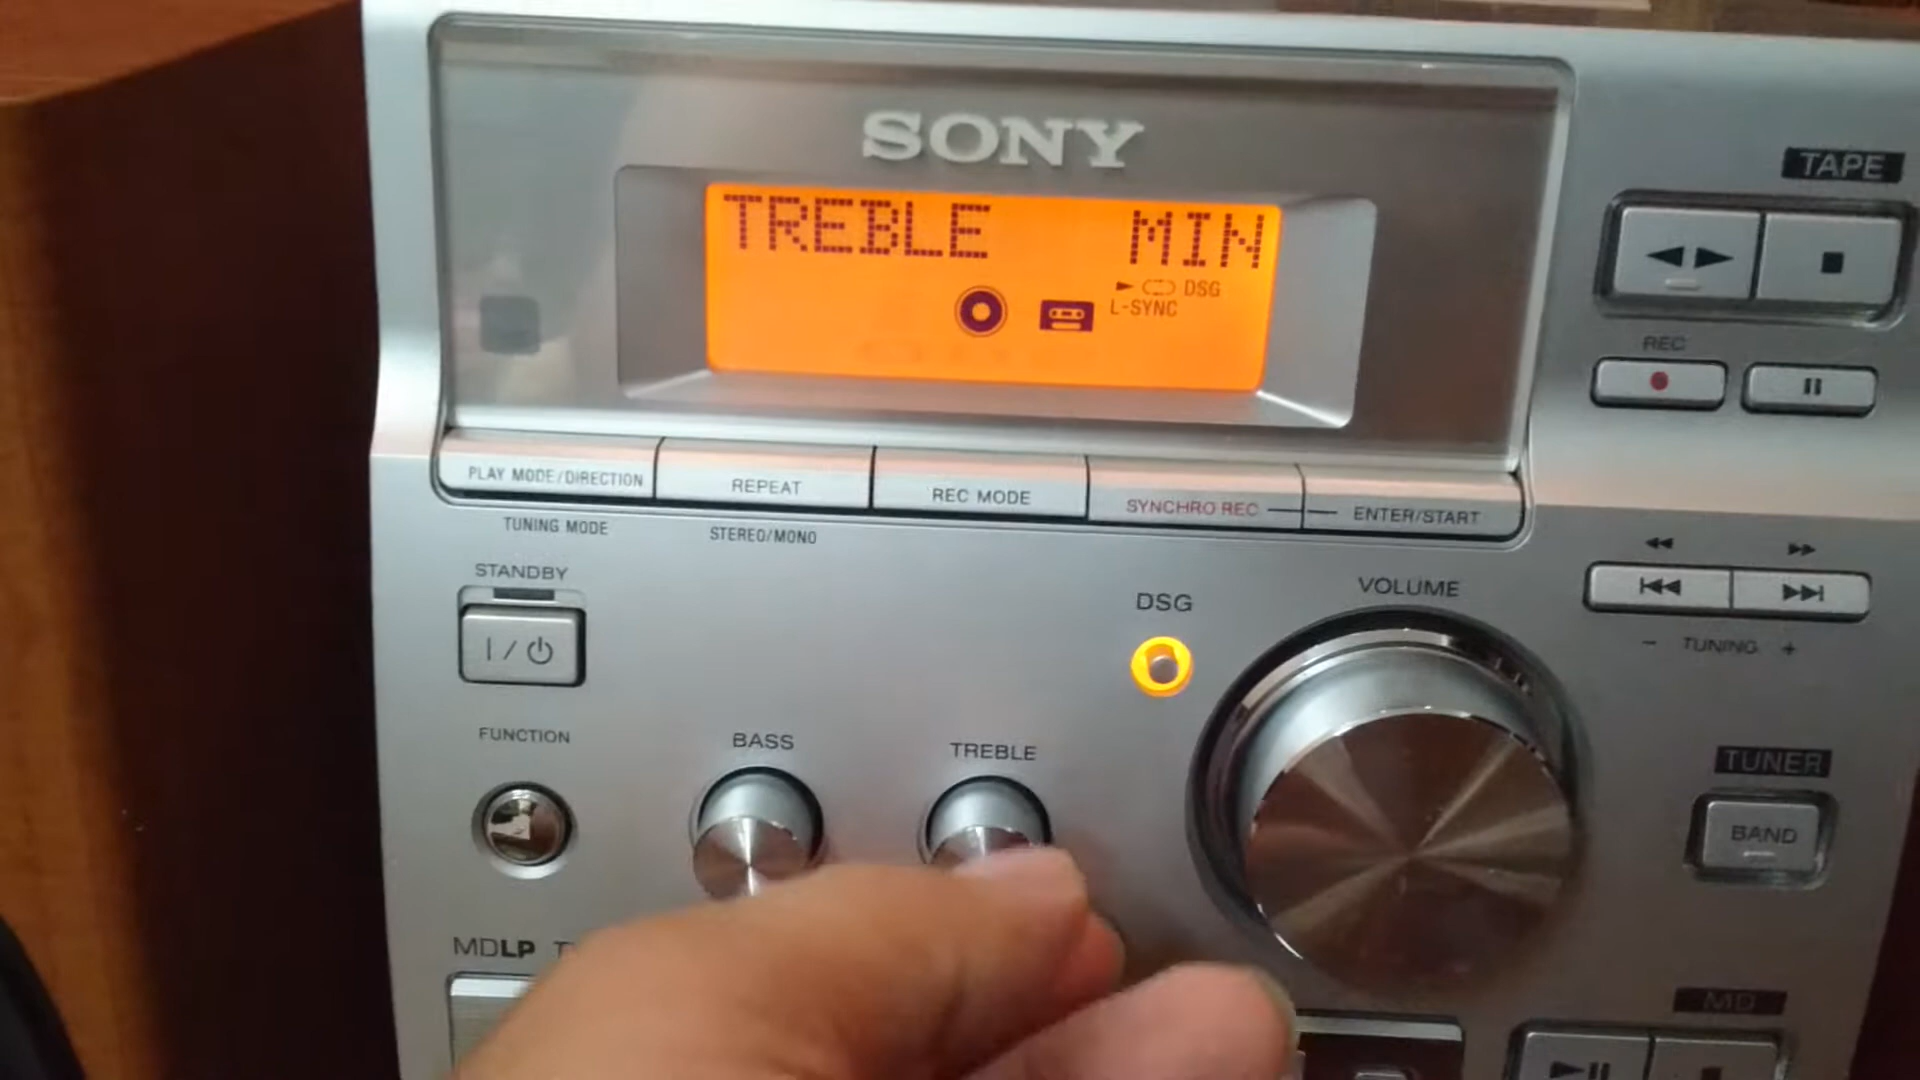 SONY
TREBLE MIN
DSG
L-SYNC
TAPE
REC
PLAY MODE/DIRECTION
REPEAT
REC MODE
SYNCHRO REC
ENTER/START
TUNING MODE
STEREO/MONO
STANDBY
I/⏻
DSG
VOLUME
- TUNING +
FUNCTION
BASS
TREBLE
TUNER
BAND
MDLP
MD